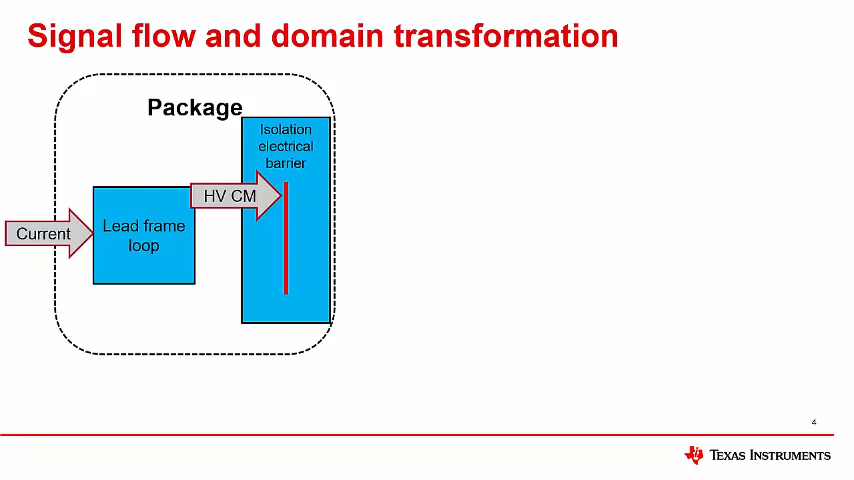 Signal flow and domain transformation
Package
Isolation
electrical
barrier
HV CM
Current
Lead frame
loop
4
TEXAS INSTRUMENTS